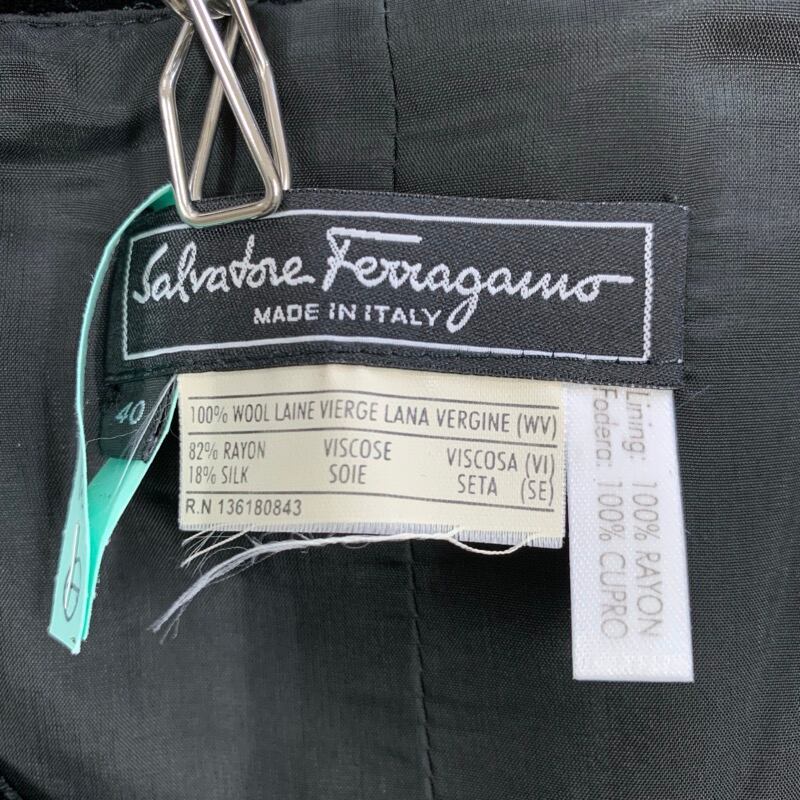 Salvatore Ferragamo
MADE IN ITALY
40
100% WOOL LAINE VIERGE LANA VERGINE (WV)
82% RAYON VISCOSE VISCOSA (VI)
18% SILK SOIE SETA (SE)
R.N 136180843
Lining: 100% RAYON
Fodera: 100% CUPRO